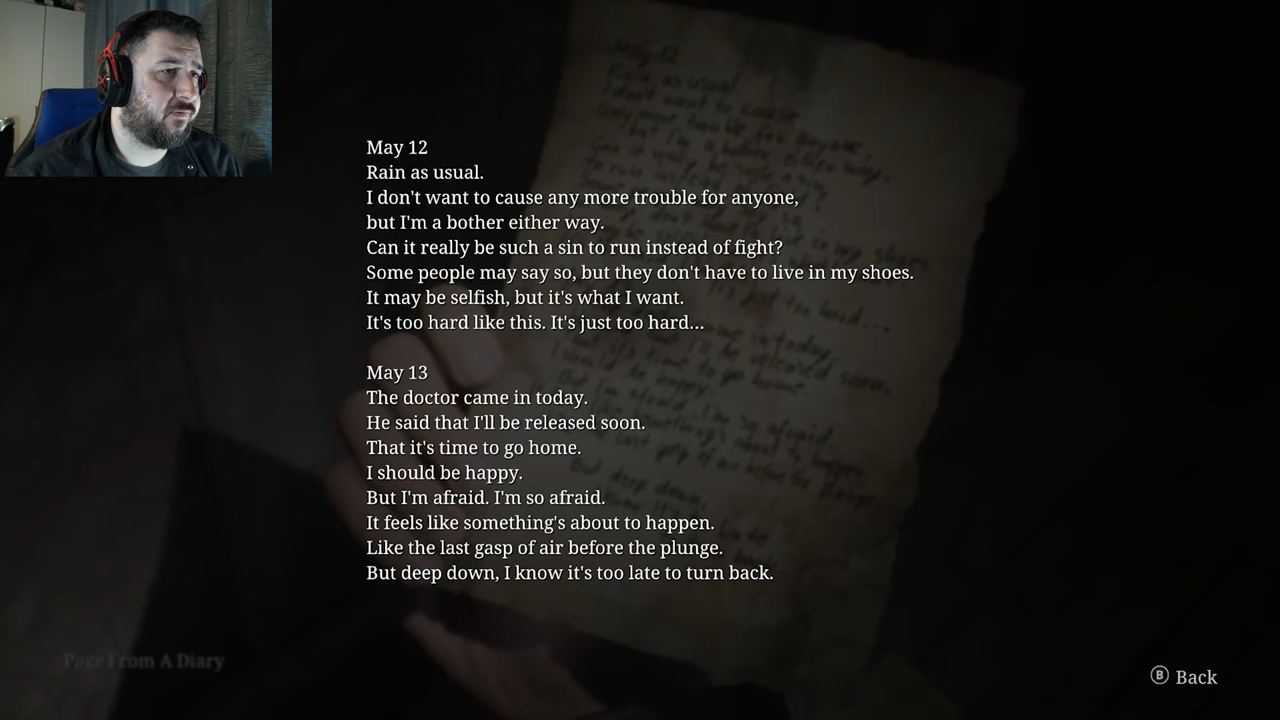 May 12
Rain as usual.
I don't want to cause any more trouble for anyone,
but I'm a bother either way.
Can it really be such a sin to run instead of fight?
Some people may say so, but they don't have to live in my shoes.
It may be selfish, but it's what I want.
It's too hard like this. It's just too hard...
May 13
The doctor came in today.
He said that I'll be released soon.
That it's time to go home.
I should be happy.
But I'm afraid. I'm so afraid.
It feels like something's about to happen.
Like the last gasp of air before the plunge.
But deep down, I know it's too late to turn back.
Page From A Diary
B Back